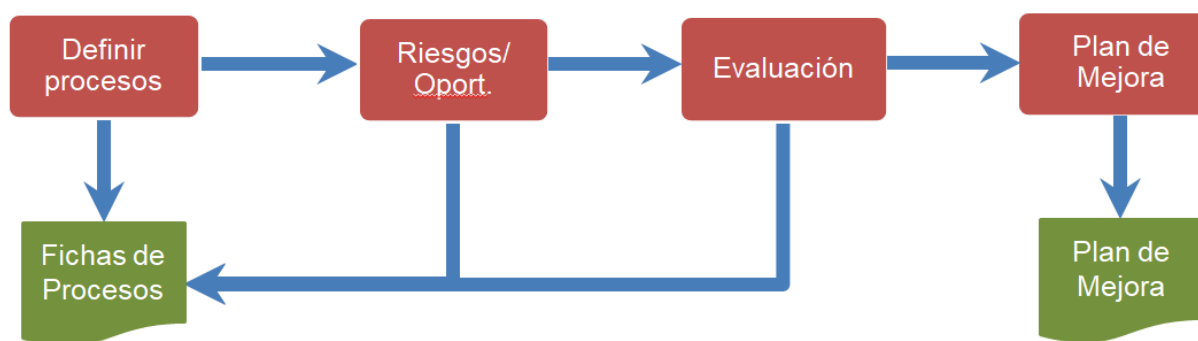 Definir
procesos
Riesgos/
Oport.
Evaluación
Plan de
Mejora
Fichas de
Procesos
Plan de
Mejora